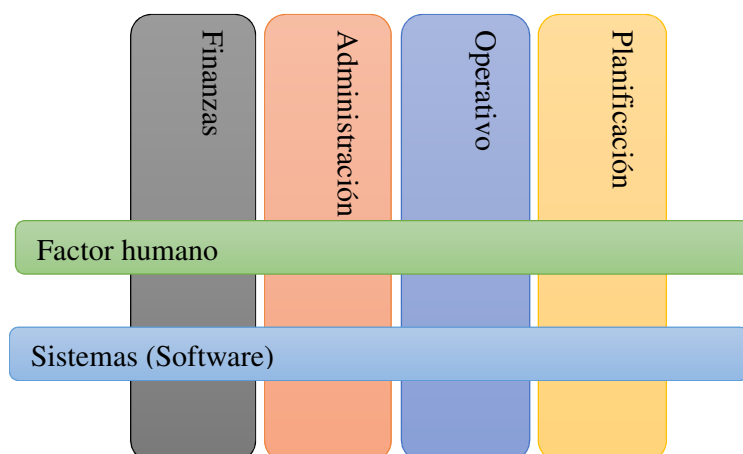 Finanzas
Administración
Operativo
Planificación
Factor humano
Sistemas (Software)